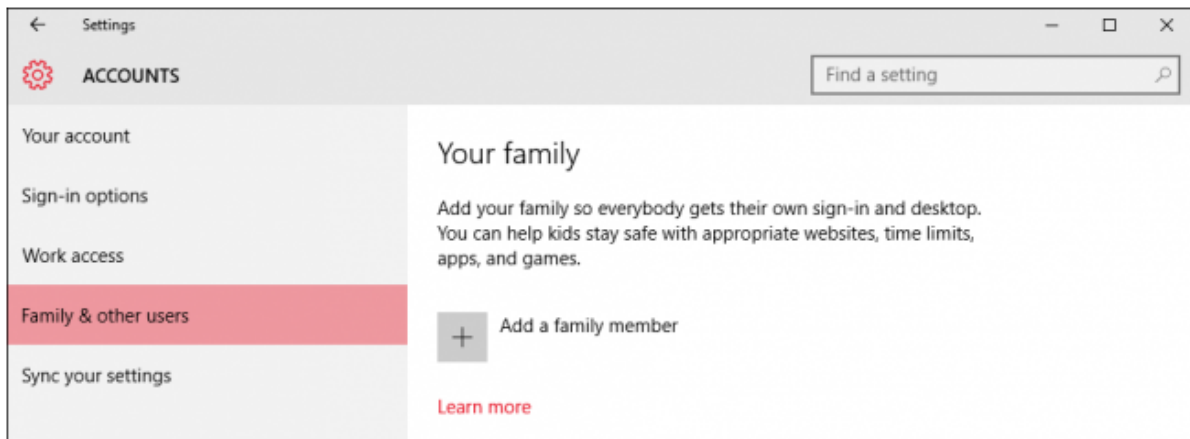 Settings
ACCOUNTS
Find a setting
Your account
Sign-in options
Work access
Family & other users
Sync your settings
Your family
Add your family so everybody gets their own sign-in and desktop.
You can help kids stay safe with appropriate websites, time limits,
apps, and games.
Add a family member
Learn more